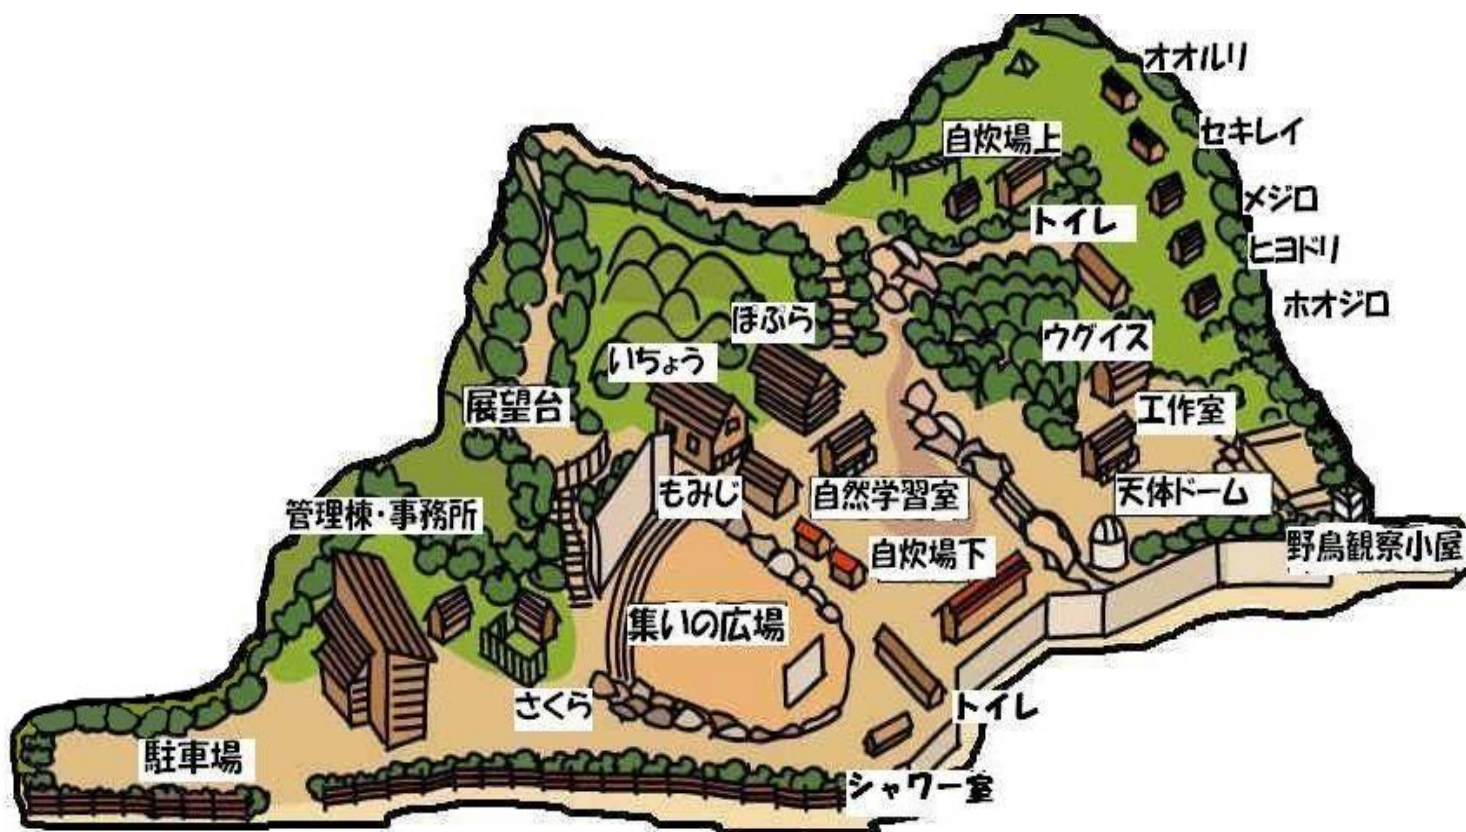 オオルリ
セキレイ
自炊場上
メジロ
トイレ
ヒヨドリ
ホオジロ
ぽぷら
ウグイス
いちょう
展望台
工作室
もみじ
自然学習室
天体ドーム
管理棟・事務所
自炊場下
野鳥観察小屋
集いの広場
さくら
トイレ
駐車場
シャワー室